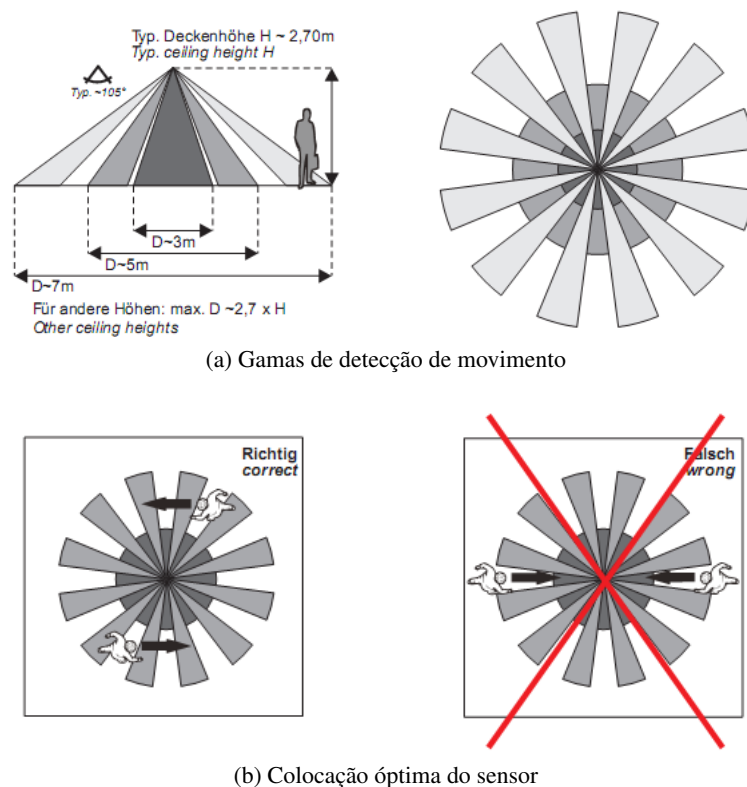 Typ. Deckenhöhe H ~ 2,70m
Typ. ceiling height H
Typ. ~105°
D~3m
D~5m
D~7m
Für andere Höhen: max. D ~2,7 x H
Other ceiling heights
(a) Gamas de detecção de movimento
Richtig
correct
Falsch
wrong
(b) Colocação óptima do sensor